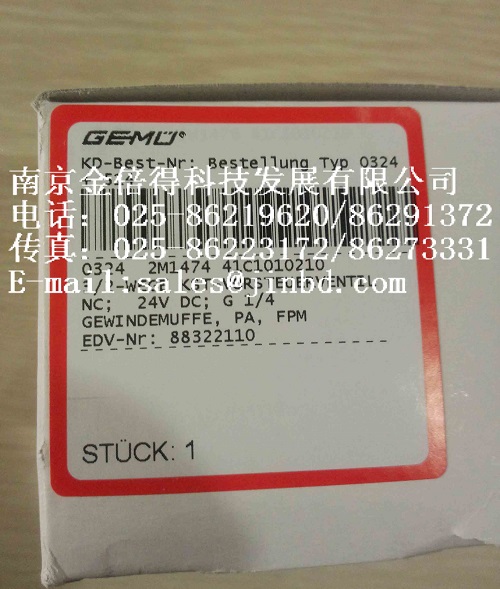 GEMÜ®
KD-Best-Nr: Bestellung Typ 0324
南京金倍得科技发展有限公司
电话：025-86219620/86291372
传真：025-86223172/86273331
E-mail:sales@jinbd.com
0324 2M1474 41C1010210
NC; 24V DC; G 1/4
GEWINDEMUFFE, PA, FPM
EDV-Nr: 88322110
STÜCK: 1